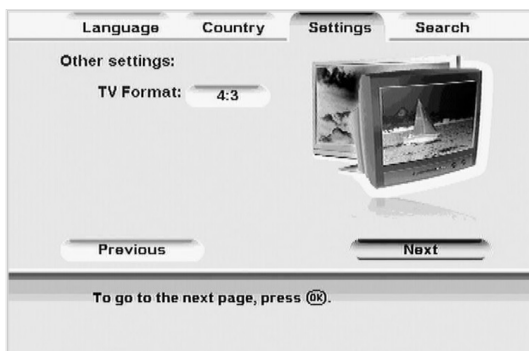 Language Country Settings Search
Other settings:
TV Format: 4:3
Previous Next
To go to the next page, press OK.